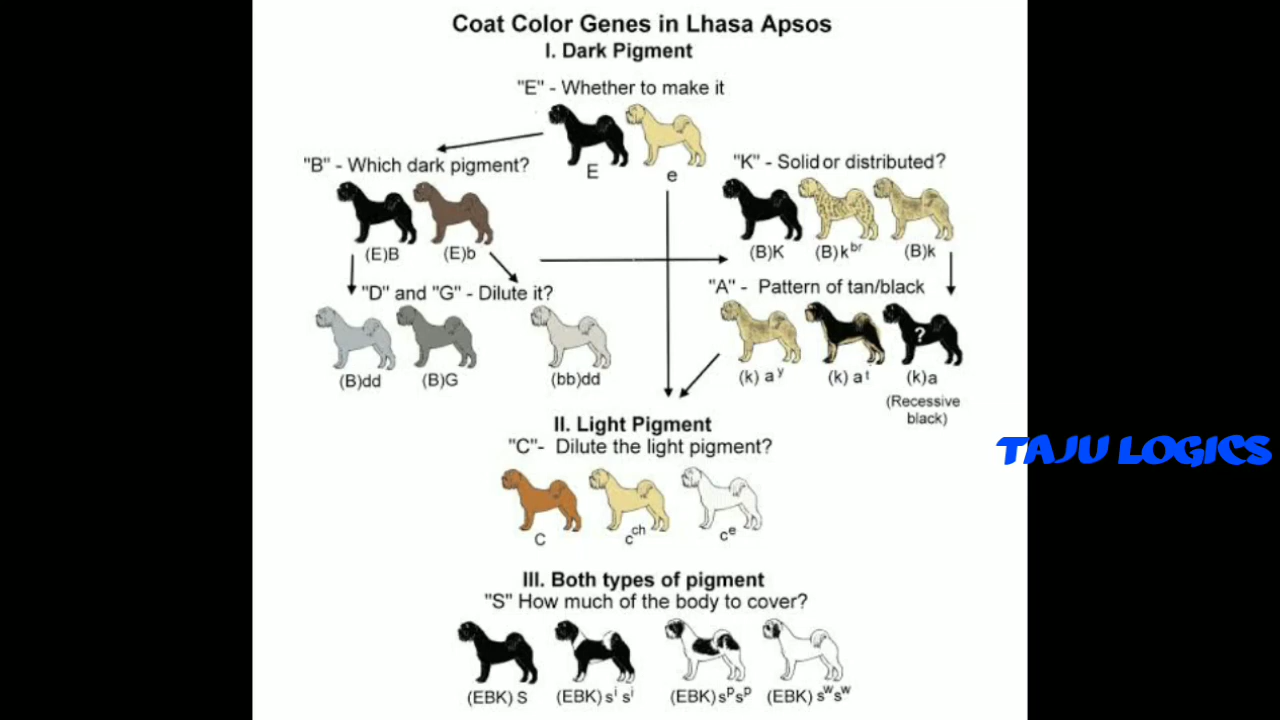 Coat Color Genes in Lhasa Apsos
I. Dark Pigment
"E" - Whether to make it
E
e
"B" - Which dark pigment?
(E)B
(E)b
"K" - Solid or distributed?
(B)K
(B)k^br
(B)k
"D" and "G" - Dilute it?
(B)dd
(B)G
(bb)dd
"A" - Pattern of tan/black
?
(k) a^y
(k) a^t
(k)a
(Recessive
black)
II. Light Pigment
"C"- Dilute the light pigment?
C
c^ch
c^e
TAJU LOGICS
III. Both types of pigment
"S" How much of the body to cover?
(EBK) S
(EBK) s^i s^i
(EBK) s^p s^p
(EBK) s^w s^w